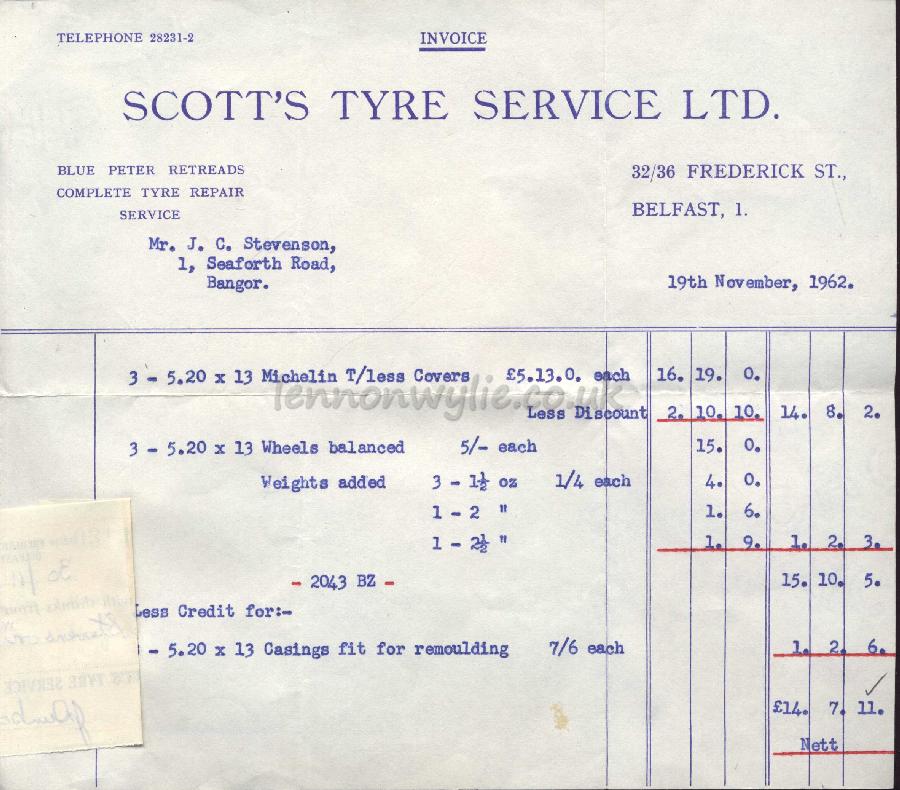 TELEPHONE 28231-2
INVOICE
SCOTT'S TYRE SERVICE LTD.
BLUE PETER RETREADS
COMPLETE TYRE REPAIR
SERVICE
32/36 FREDERICK ST.,
BELFAST, 1.
Mr. J. C. Stevenson,
1, Seaforth Road,
Bangor.
19th November, 1962.
3 - 5.20 x 13 Michelin T/less Covers £5.13.0. each 16. 19. 0.
lennonwylie.co.uk
Less Discount 2. 10. 10. 14. 8. 2.
3 - 5.20 x 13 Wheels balanced 5/- each 15. 0.
Weights added 3 - 1½ oz 1/4 each 4. 0.
1 - 2 " 1. 6.
1 - 2½ " 1. 9. 1. 2. 3.
- 2043 BZ - 15. 10. 5.
Less Credit for:-
- 5.20 x 13 Casings fit for remoulding 7/6 each 1. 2. 6.
£14. 7. 11.
Nett